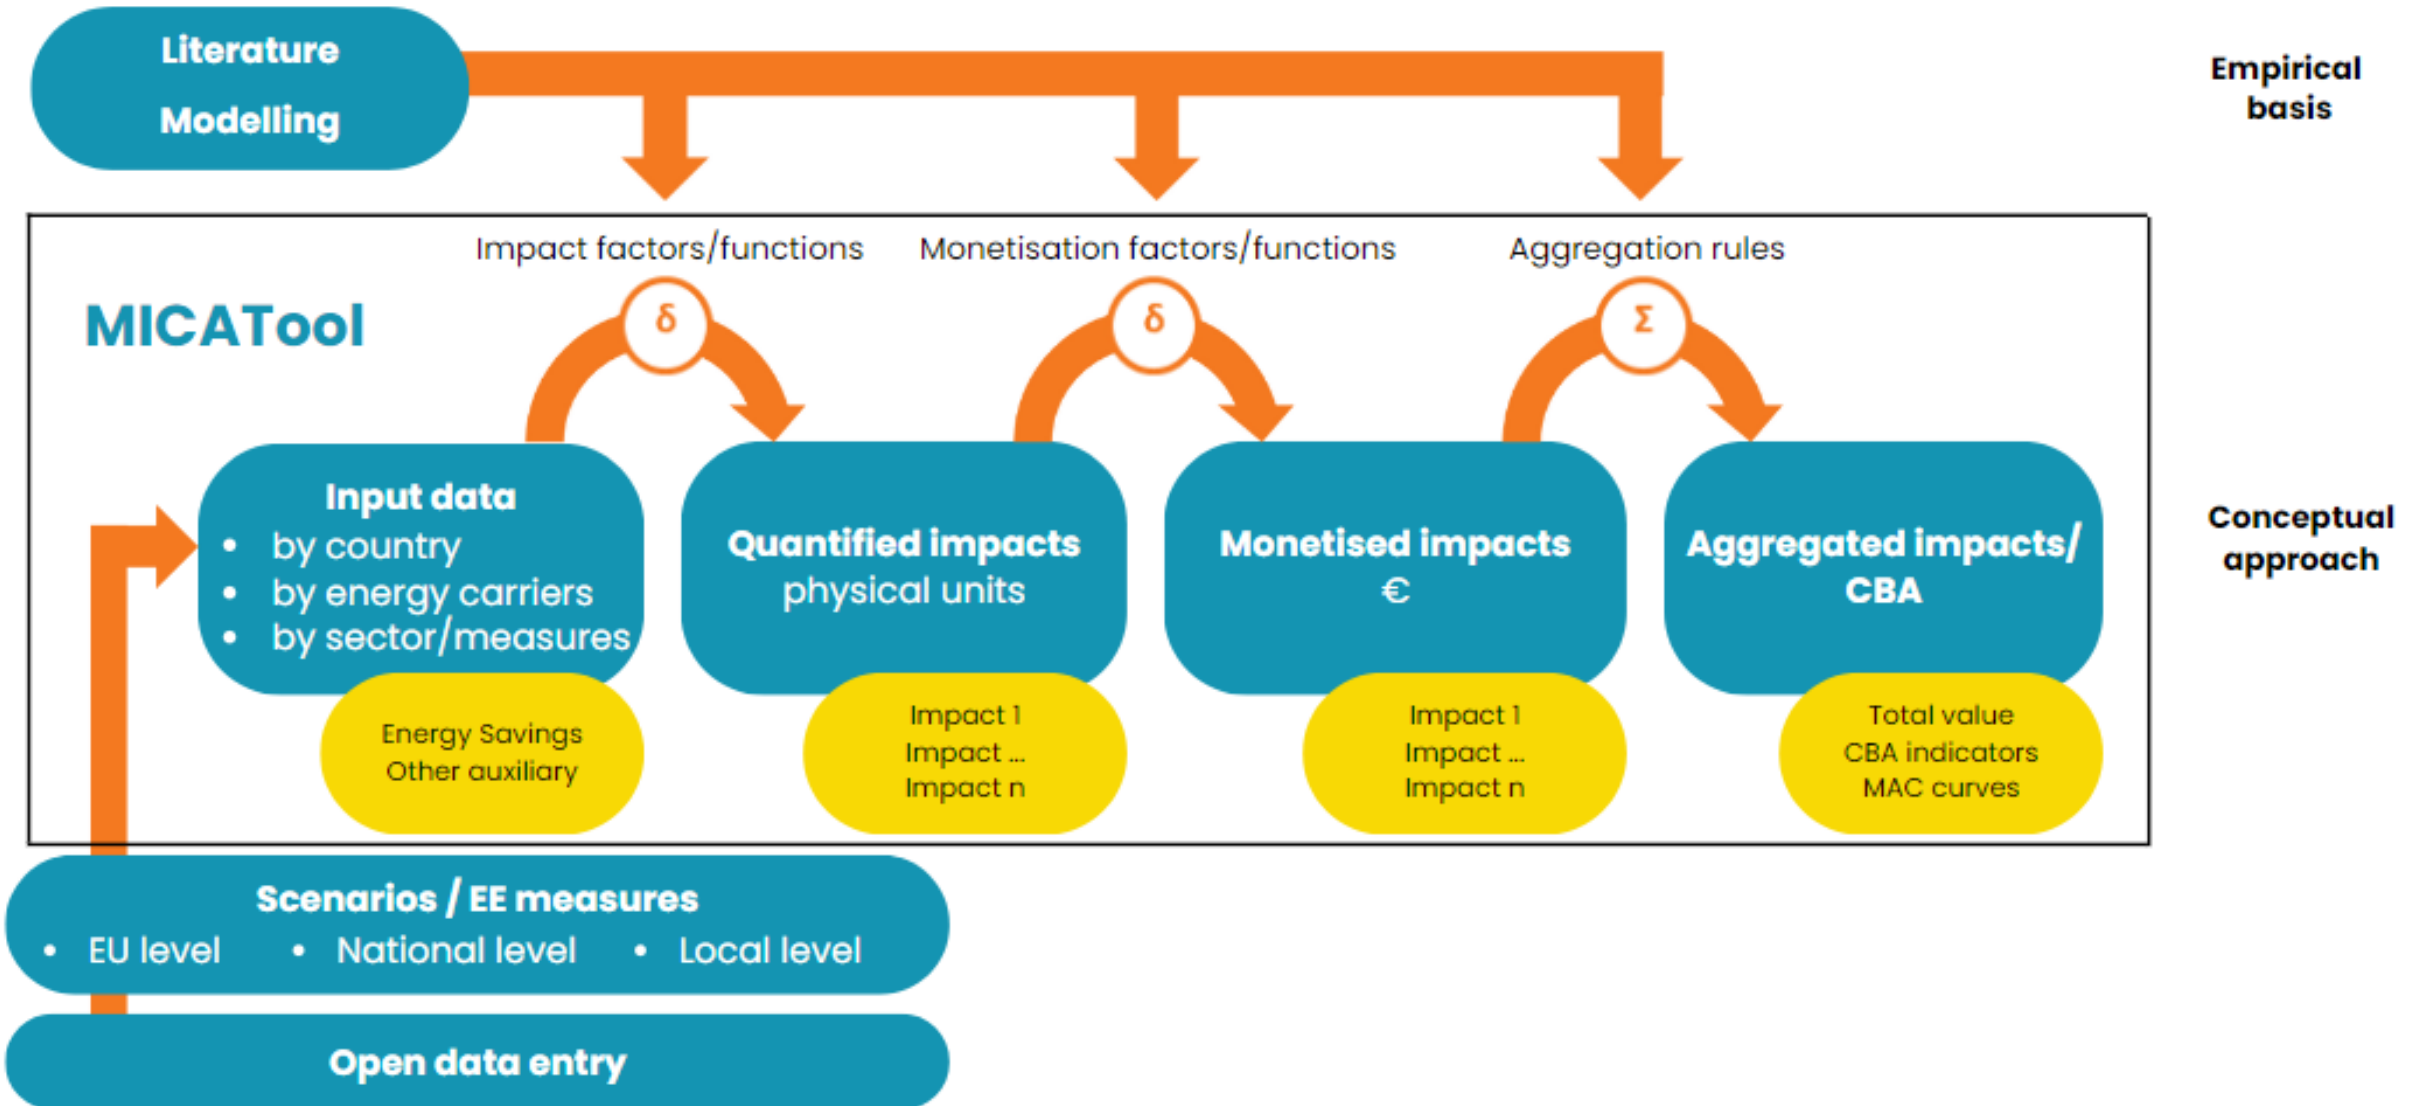 Literature
Modelling
Empirical
basis
Impact factors/functions
Monetisation factors/functions
Aggregation rules
MICATool
δ
δ
Σ
Input data
• by country
• by energy carriers
• by sector/measures
Quantified impacts
physical units
Monetised impacts
€
Aggregated impacts/
CBA
Conceptual
approach
Energy Savings
Other auxiliary
Impact 1
Impact ...
Impact n
Impact 1
Impact ...
Impact n
Total value
CBA indicators
MAC curves
Scenarios / EE measures
• EU level • National level • Local level
Open data entry